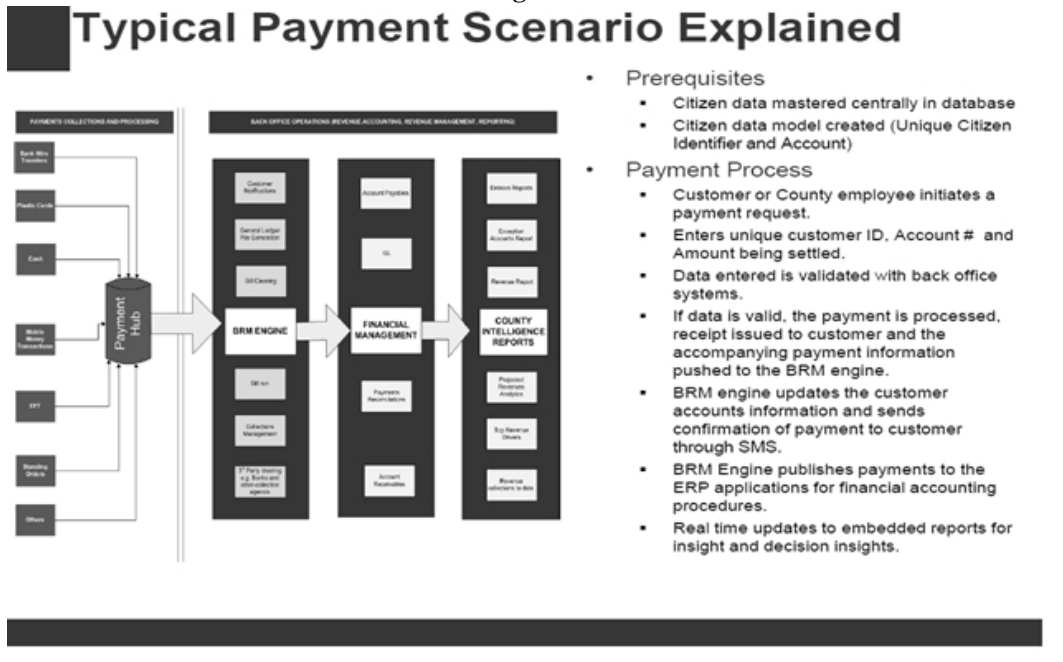 Typical Payment Scenario Explained
PAYMENTS COLLECTIONS AND PROCESSING
BACK OFFICE OPERATIONS (REVENUE ACCOUNTING, REVENUE MANAGEMENT, REPORTING)
Bank Wire
Transfers
Plastic Cards
Cash
Mobile
Money
Transactions
EFT
Standing
Orders
Others
Payment
Hub
Customer
Notifications
General Ledger
File Generation
Bill Clearing
BRM ENGINE
Bill run
Collections
Management
3rd Party clearing
e.g. Banks and
other collection
agents
Account Payables
GL
FINANCIAL
MANAGEMENT
Payments
Reconciliations
Account
Receivables
Debtors Reports
Exception
Accounts Report
Revenue Report
COUNTY
INTELLIGENCE
REPORTS
Projected
Revenues
Analytics
Revenue
Drivers
Revenue
collections to date
• Prerequisites
▪ Citizen data mastered centrally in database
▪ Citizen data model created (Unique Citizen
Identifier and Account)
• Payment Process
▪ Customer or County employee initiates a
payment request.
▪ Enters unique customer ID, Account # and
Amount being settled.
▪ Data entered is validated with back office
systems.
▪ If data is valid, the payment is processed,
receipt issued to customer and the
accompanying payment information
pushed to the BRM engine.
▪ BRM engine updates the customer
accounts information and sends
confirmation of payment to customer
through SMS.
▪ BRM Engine publishes payments to the
ERP applications for financial accounting
procedures.
▪ Real time updates to embedded reports for
insight and decision insights.